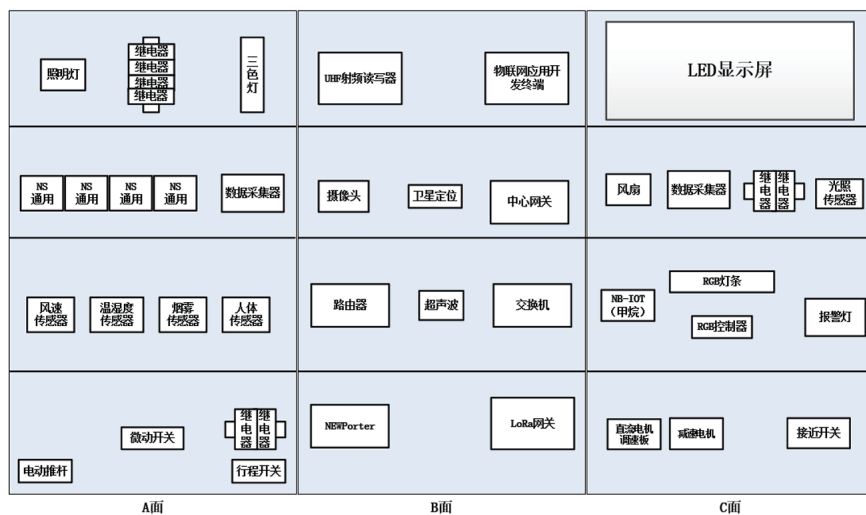 照明灯
继电器
继电器
继电器
继电器
三色灯
UHF射频读写器
物联网应用开
发终端
LED显示屏
NS
通用
NS
通用
NS
通用
NS
通用
数据采集器
摄像头
卫星定位
中心网关
风扇
数据采集器
继电器
继电器
光照
传感器
风速
传感器
温湿度
传感器
烟雾
传感器
人体
传感器
路由器
超声波
交换机
NB-IOT
（甲烷）
RGB灯条
RGB控制器
报警灯
电动推杆
微动开关
继电器
继电器
行程开关
NEWPorter
LoRa网关
直流电机
调速板
减速电机
接近开关
A面
B面
C面